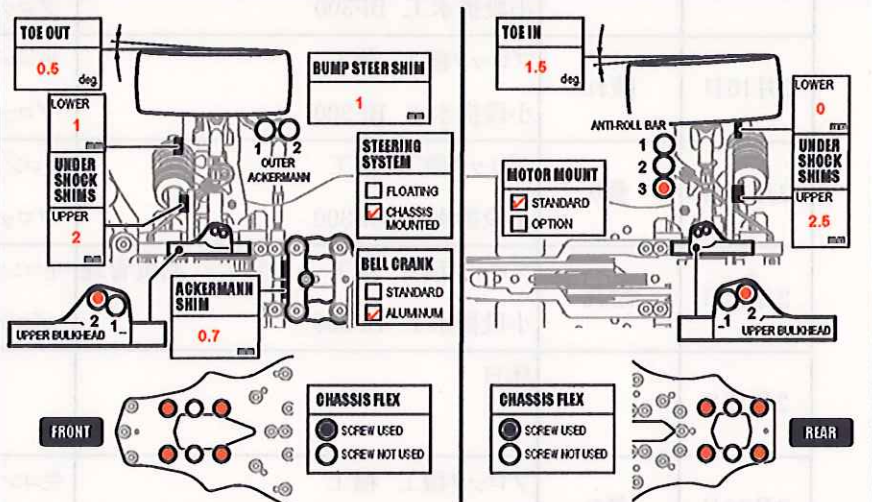 TOE OUT
0.5
deg.
LOWER
1
mm
UNDER
SHOCK
SHIMS
UPPER
2
mm
1 2
OUTER
ACKERMANN
BUMP STEER SHIM
1
mm
STEERING
SYSTEM
FLOATING
CHASSIS
MOUNTED
BELL CRANK
STANDARD
ALUMINUM
ACKERMANN
SHIM
0.7
mm
2 1
UPPER BULKHEAD
FRONT
CHASSIS FLEX
SCREW USED
SCREW NOT USED
TOE IN
1.5
deg.
ANTI-ROLL BAR
1
2
3
LOWER
0
mm
UNDER
SHOCK
SHIMS
UPPER
2.5
mm
MOTOR MOUNT
STANDARD
OPTION
1 2
UPPER BULKHEAD
CHASSIS FLEX
SCREW USED
SCREW NOT USED
REAR